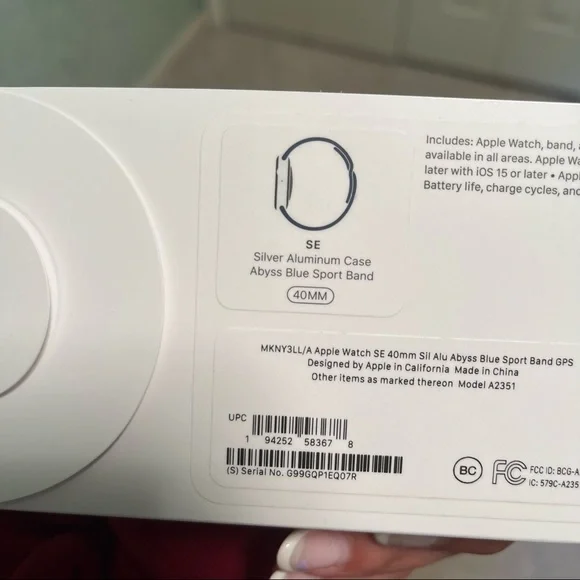 Includes: Apple Watch, band,
available in all areas. Apple
later with iOS 15 or later •
Battery life, charge cycles, and
SE
Silver Aluminum Case
Abyss Blue Sport Band
40MM
MKNY3LL/A Apple Watch SE 40mm Sil Alu Abyss Blue Sport Band GPS
Designed by Apple in California Made in China
Other items as marked thereon Model A2351
UPC
1 94252 58367 8
(S) Serial No. G99GQP1EQ07R
BC FC FCC ID: BCG-A
IC: 579C-A235